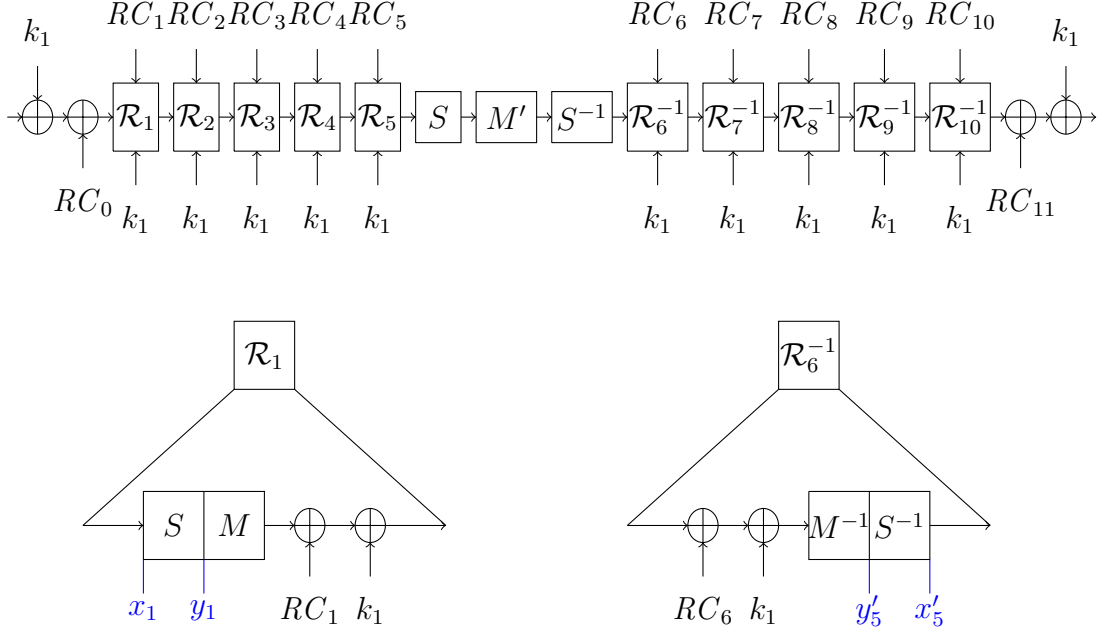 RC₁ RC₂ RC₃ RC₄ RC₅ RC₆ RC₇ RC₈ RC₉ RC₁₀
k₁ k₁
ℛ₁ ℛ₂ ℛ₃ ℛ₄ ℛ₅ S M′ S⁻¹ ℛ₆⁻¹ ℛ₇⁻¹ ℛ₈⁻¹ ℛ₉⁻¹ ℛ₁₀⁻¹
RC₀ RC₁₁
k₁ k₁ k₁ k₁ k₁ k₁ k₁ k₁ k₁ k₁
ℛ₁ ℛ₆⁻¹
S M M⁻¹ S⁻¹
x₁ y₁ RC₁ k₁ RC₆ k₁ y′₅ x′₅